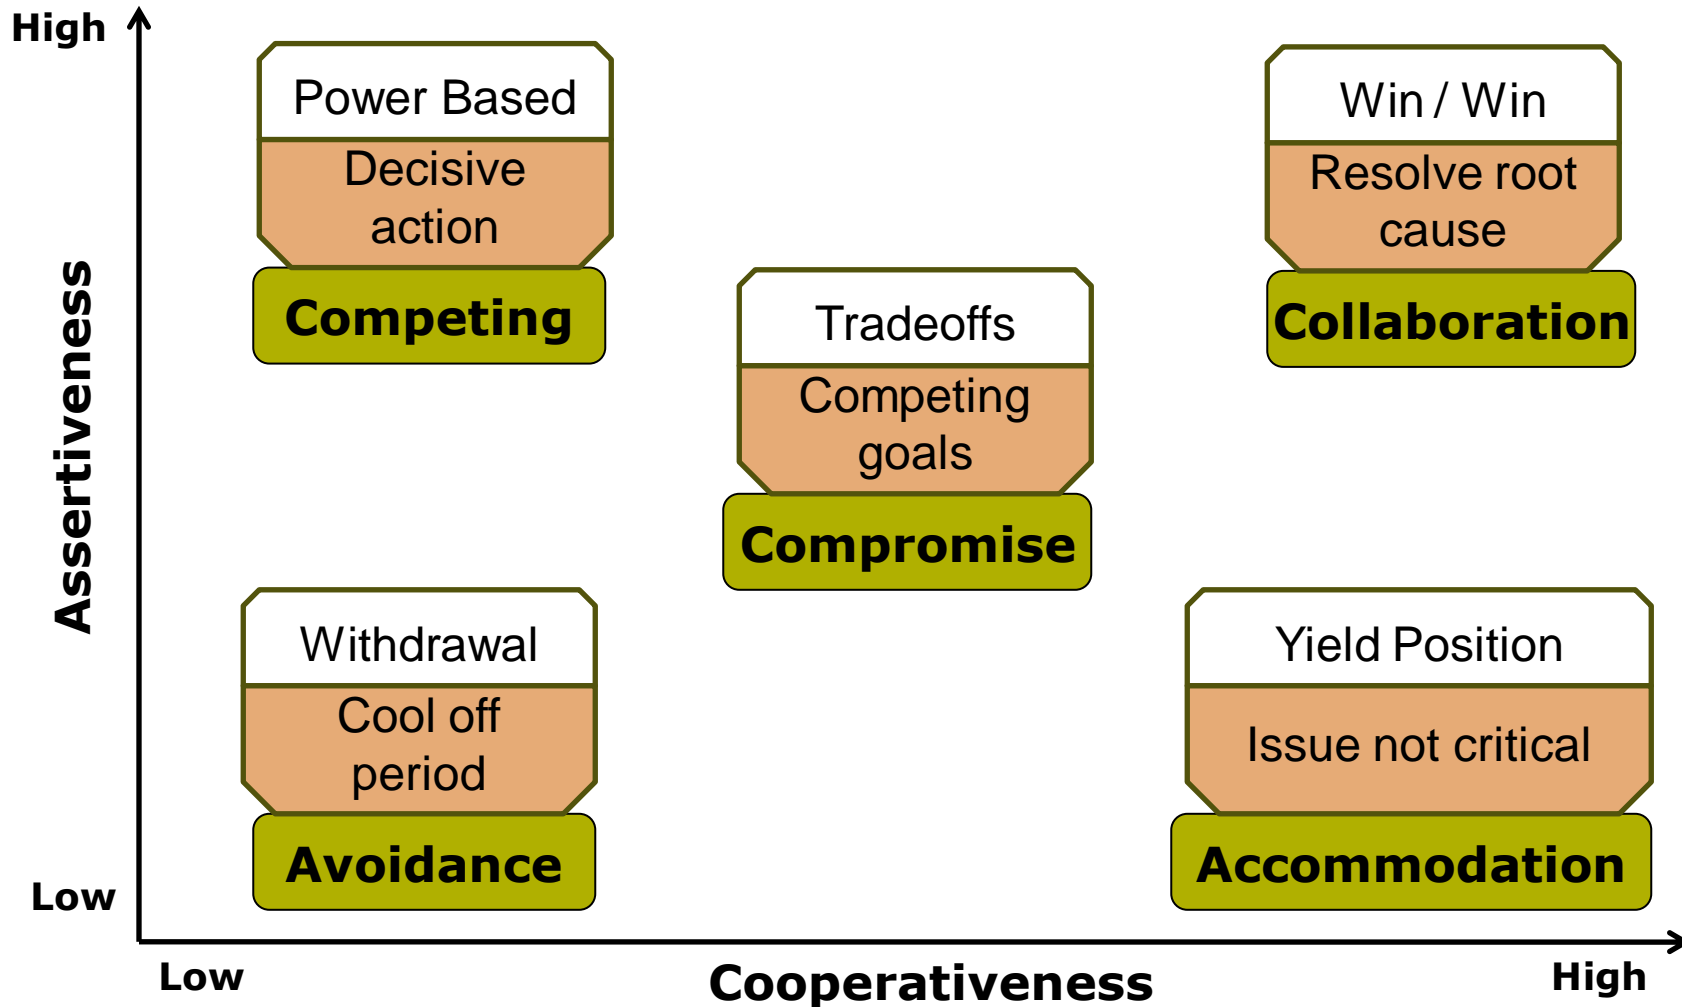 High
Power Based
Decisive
action
Competing
Win / Win
Resolve root
cause
Collaboration
Tradeoffs
Competing
goals
Compromise
Assertiveness
Withdrawal
Cool off
period
Avoidance
Yield Position
Issue not critical
Accommodation
Low
Low
Cooperativeness
High